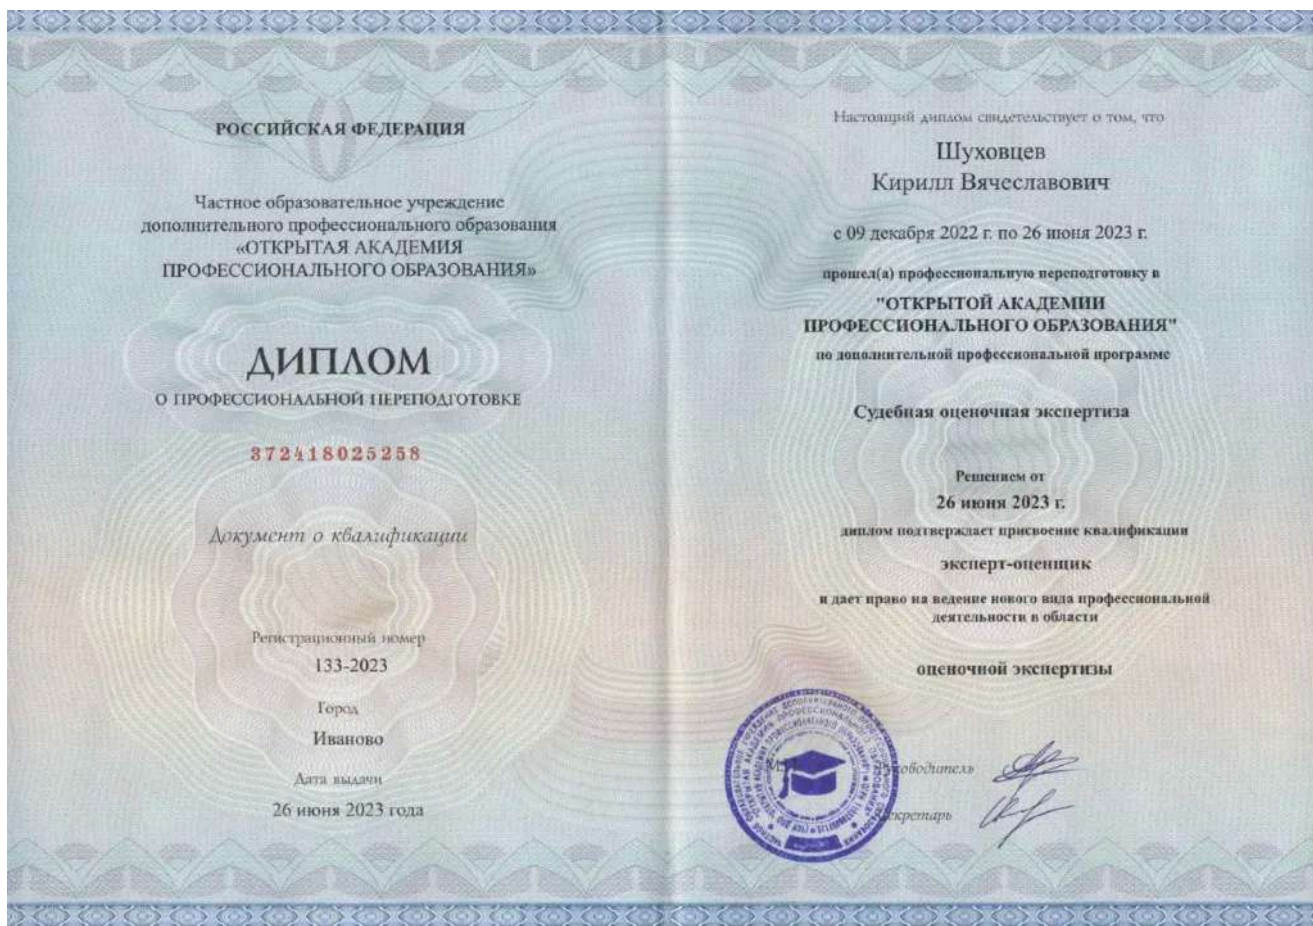 РОССИЙСКАЯ ФЕДЕРАЦИЯ
Частное образовательное учреждение
дополнительного профессионального образования
«ОТКРЫТАЯ АКАДЕМИЯ
ПРОФЕССИОНАЛЬНОГО ОБРАЗОВАНИЯ»
ДИПЛОМ
О ПРОФЕССИОНАЛЬНОЙ ПЕРЕПОДГОТОВКЕ
372418025258
Документ о квалификации
Регистрационный номер
133-2023
Город
Иваново
Дата выдачи
26 июня 2023 года
Настоящий диплом свидетельствует о том, что
Шуховцев
Кирилл Вячеславович
с 09 декабря 2022 г. по 26 июня 2023 г.
прошел(а) профессиональную переподготовку в
"ОТКРЫТОЙ АКАДЕМИИ
ПРОФЕССИОНАЛЬНОГО ОБРАЗОВАНИЯ"
по дополнительной профессиональной программе
Судебная оценочная экспертиза
Решением от
26 июня 2023 г.
диплом подтверждает присвоение квалификации
эксперт-оценщик
и дает право на ведение нового вида профессиональной
деятельности в области
оценочной экспертизы
Руководитель
Секретарь